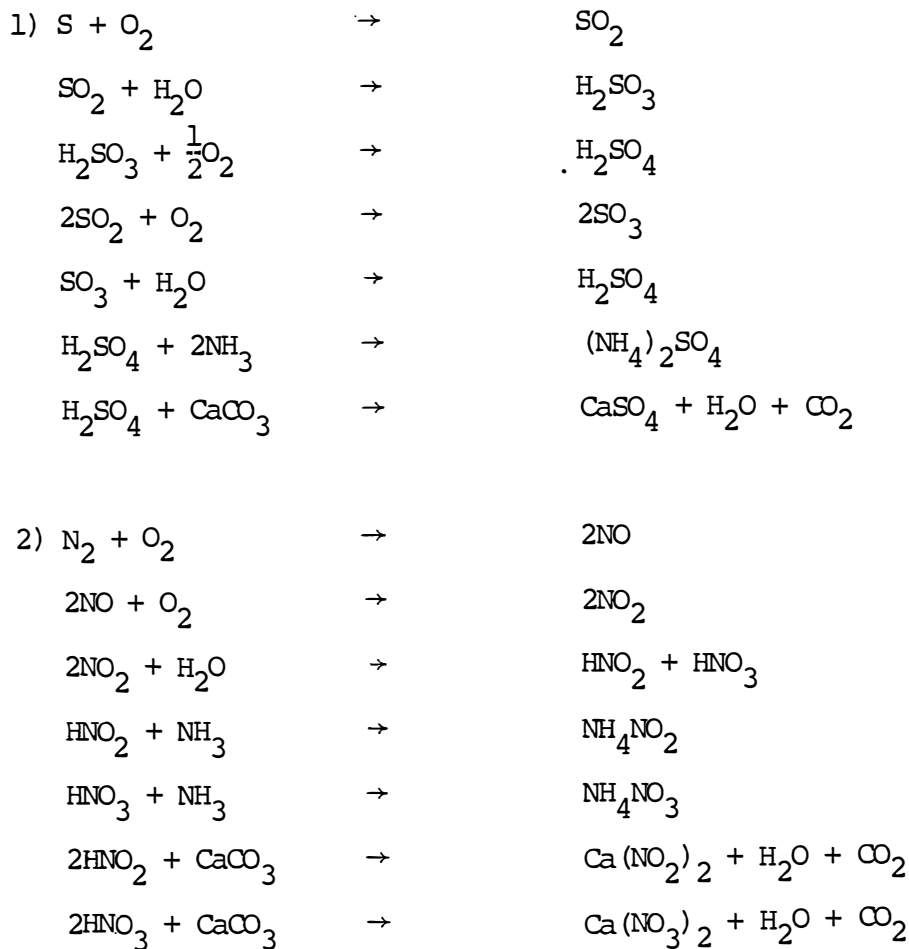 1) S + O₂ → SO₂
SO₂ + H₂O → H₂SO₃
H₂SO₃ + ½O₂ → H₂SO₄
2SO₂ + O₂ → 2SO₃
SO₃ + H₂O → H₂SO₄
H₂SO₄ + 2NH₃ → (NH₄)₂SO₄
H₂SO₄ + CaCO₃ → CaSO₄ + H₂O + CO₂
2) N₂ + O₂ → 2NO
2NO + O₂ → 2NO₂
2NO₂ + H₂O → HNO₂ + HNO₃
HNO₂ + NH₃ → NH₄NO₂
HNO₃ + NH₃ → NH₄NO₃
2HNO₂ + CaCO₃ → Ca(NO₂)₂ + H₂O + CO₂
2HNO₃ + CaCO₃ → Ca(NO₃)₂ + H₂O + CO₂